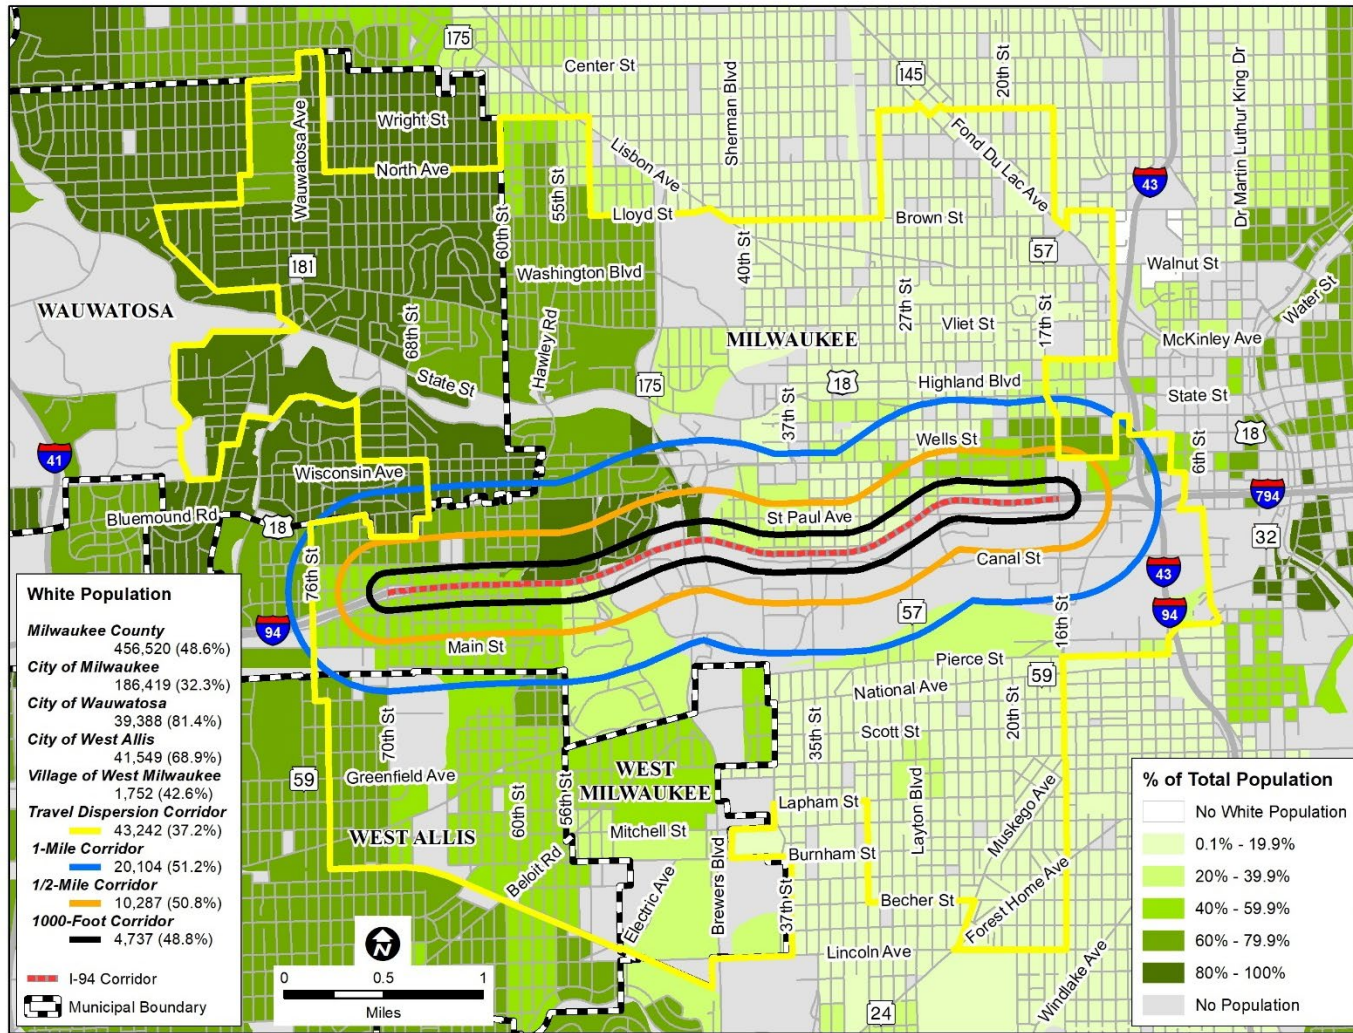 175
Center St
145
20th St
Sherman Blvd
Dr Martin Luthur King Dr
Wauwatosa Ave
Wright St
Fond Du Lac Ave
Lisbon Ave
North Ave
55th St
43
60th St
Lloyd St
Brown St
40th St
57
Walnut St
Washington Blvd
181
Water St
WAUWATOSA
27th St
17th St
68th St
Hawley Rd
MILWAUKEE
Vliet St
McKinley Ave
State St
175
18
Highland Blvd
State St
37th St
Wells St
6th St
18
41
Wisconsin Ave
794
Bluemound Rd
18
St Paul Ave
32
Canal St
76th St
43
57
94
16th St
94
Main St
Pierce St
59
National Ave
70th St
35th St
20th St
Scott St
59
Greenfield Ave
WEST
MILWAUKEE
Lapham St
Layton Blvd
Muskego Ave
60th St
56th St
Mitchell St
WEST ALLIS
Burnham St
Beloit Rd
Brewers Blvd
Electric Ave
37th St
Becher St
Forest Home Ave
Lincoln Ave
Windlake Ave
24
White Population
Milwaukee County
456,520 (48.6%)
City of Milwaukee
186,419 (32.3%)
City of Wauwatosa
39,388 (81.4%)
City of West Allis
41,549 (68.9%)
Village of West Milwaukee
1,752 (42.6%)
Travel Dispersion Corridor
43,242 (37.2%)
1-Mile Corridor
20,104 (51.2%)
1/2-Mile Corridor
10,287 (50.8%)
1000-Foot Corridor
4,737 (48.8%)
I-94 Corridor
Municipal Boundary
N
0 0.5 1
Miles
% of Total Population
No White Population
0.1% - 19.9%
20% - 39.9%
40% - 59.9%
60% - 79.9%
80% - 100%
No Population